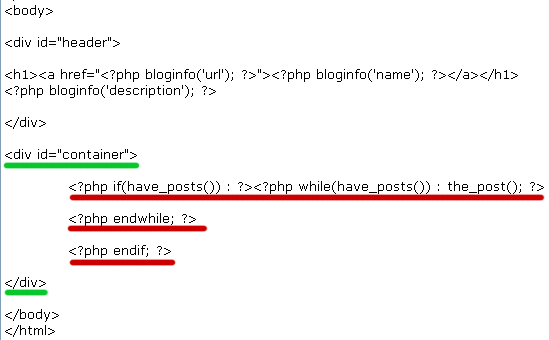 <body>
<div id="header">
<h1><a href="<?php bloginfo('url'); ?>"><?php bloginfo('name'); ?></a></h1>
<?php bloginfo('description'); ?>
</div>
<div id="container">
<?php if(have_posts()) : ?><?php while(have_posts()) : the_post(); ?>
<?php endwhile; ?>
<?php endif; ?>
</div>
</body>
</html>